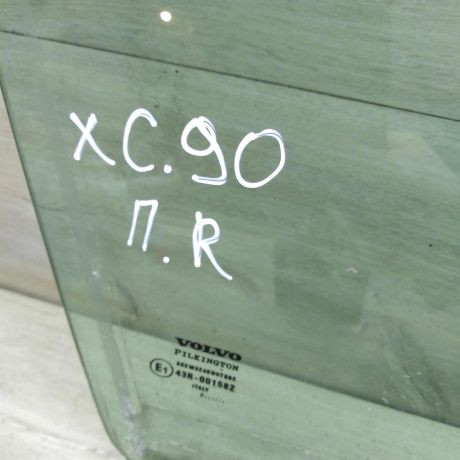 XC.90
П.R
VOLVO
PILKINGTON
E1
43R-001582
ITALY